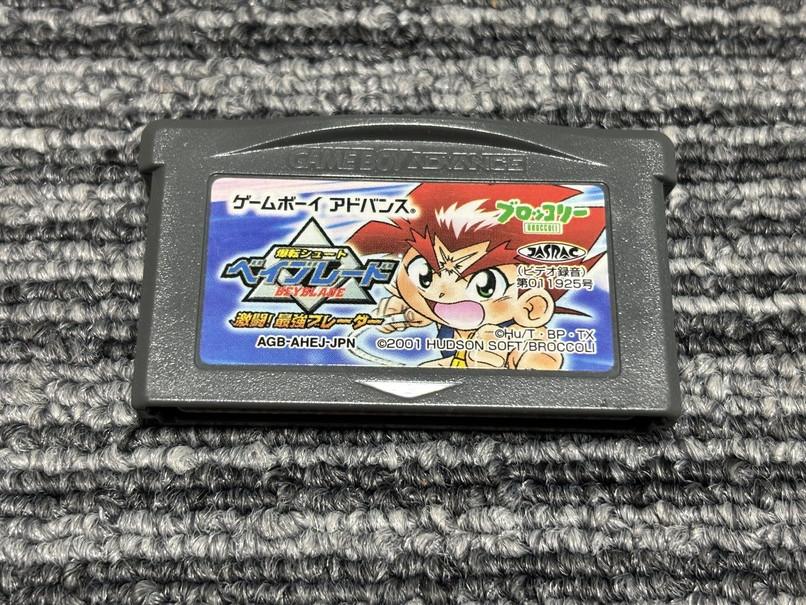 GAME BOY ADVANCE
ゲームボーイ アドバンス®
ブロッコリー
BROCCOLI
爆転シュート
ベイブレード
BEYBLADE
激闘!最強ブレーダー
JASRAC
(ビデオ録音)
第011925号
AGB-AHEJ-JPN
©Hu/T・BP・TX
©2001 HUDSON SOFT/BROCCOLi